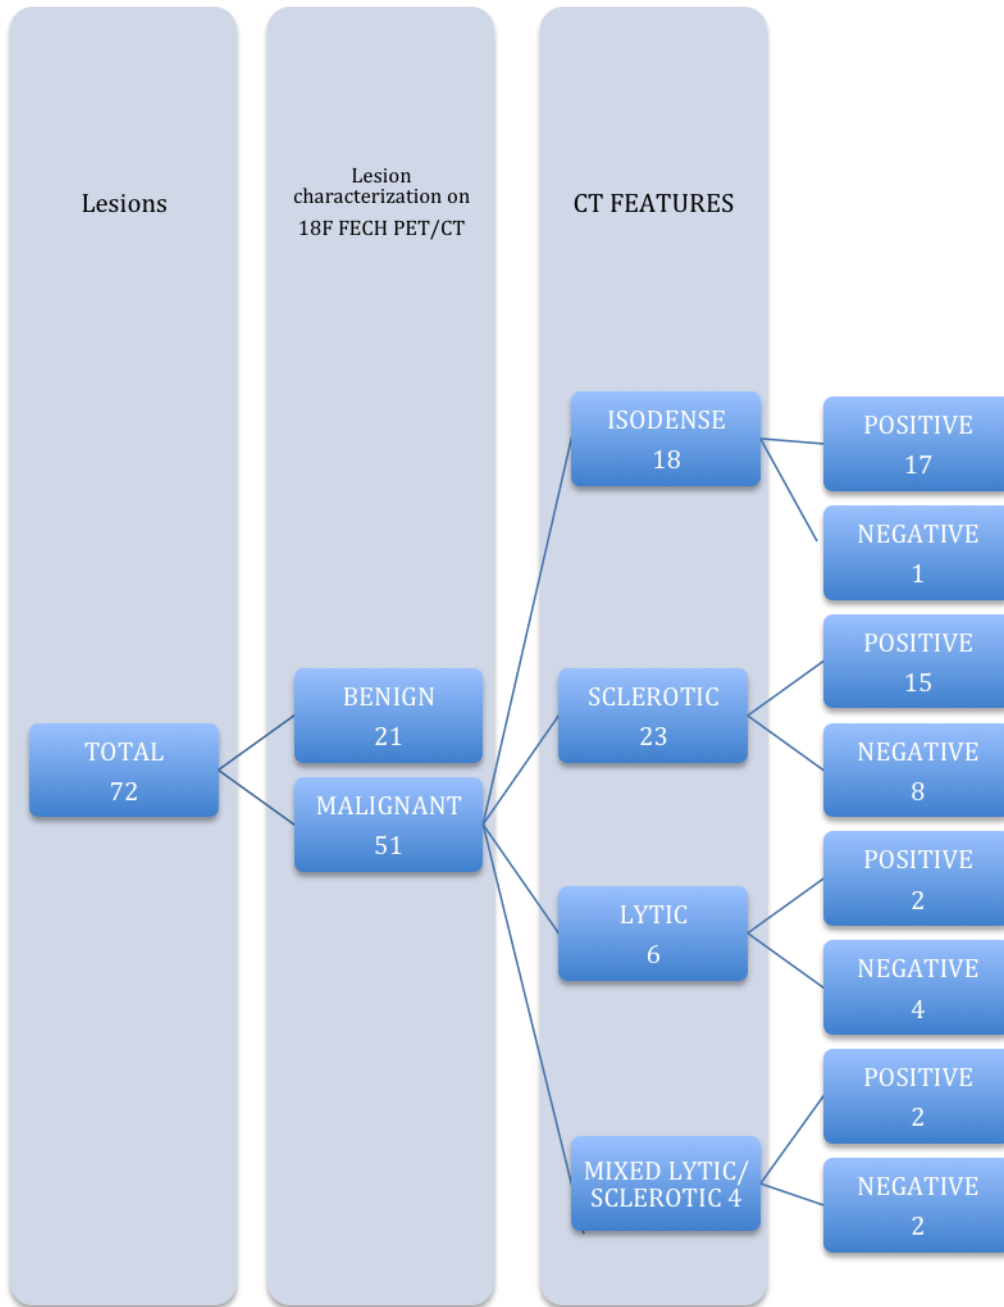 Lesions
Lesion
characterization on
18F FECH PET/CT
CT FEATURES
TOTAL
72
BENIGN
21
MALIGNANT
51
ISODENSE
18
SCLEROTIC
23
LYTIC
6
MIXED LYTIC/
SCLEROTIC 4
POSITIVE
17
NEGATIVE
1
POSITIVE
15
NEGATIVE
8
POSITIVE
2
NEGATIVE
4
POSITIVE
2
NEGATIVE
2